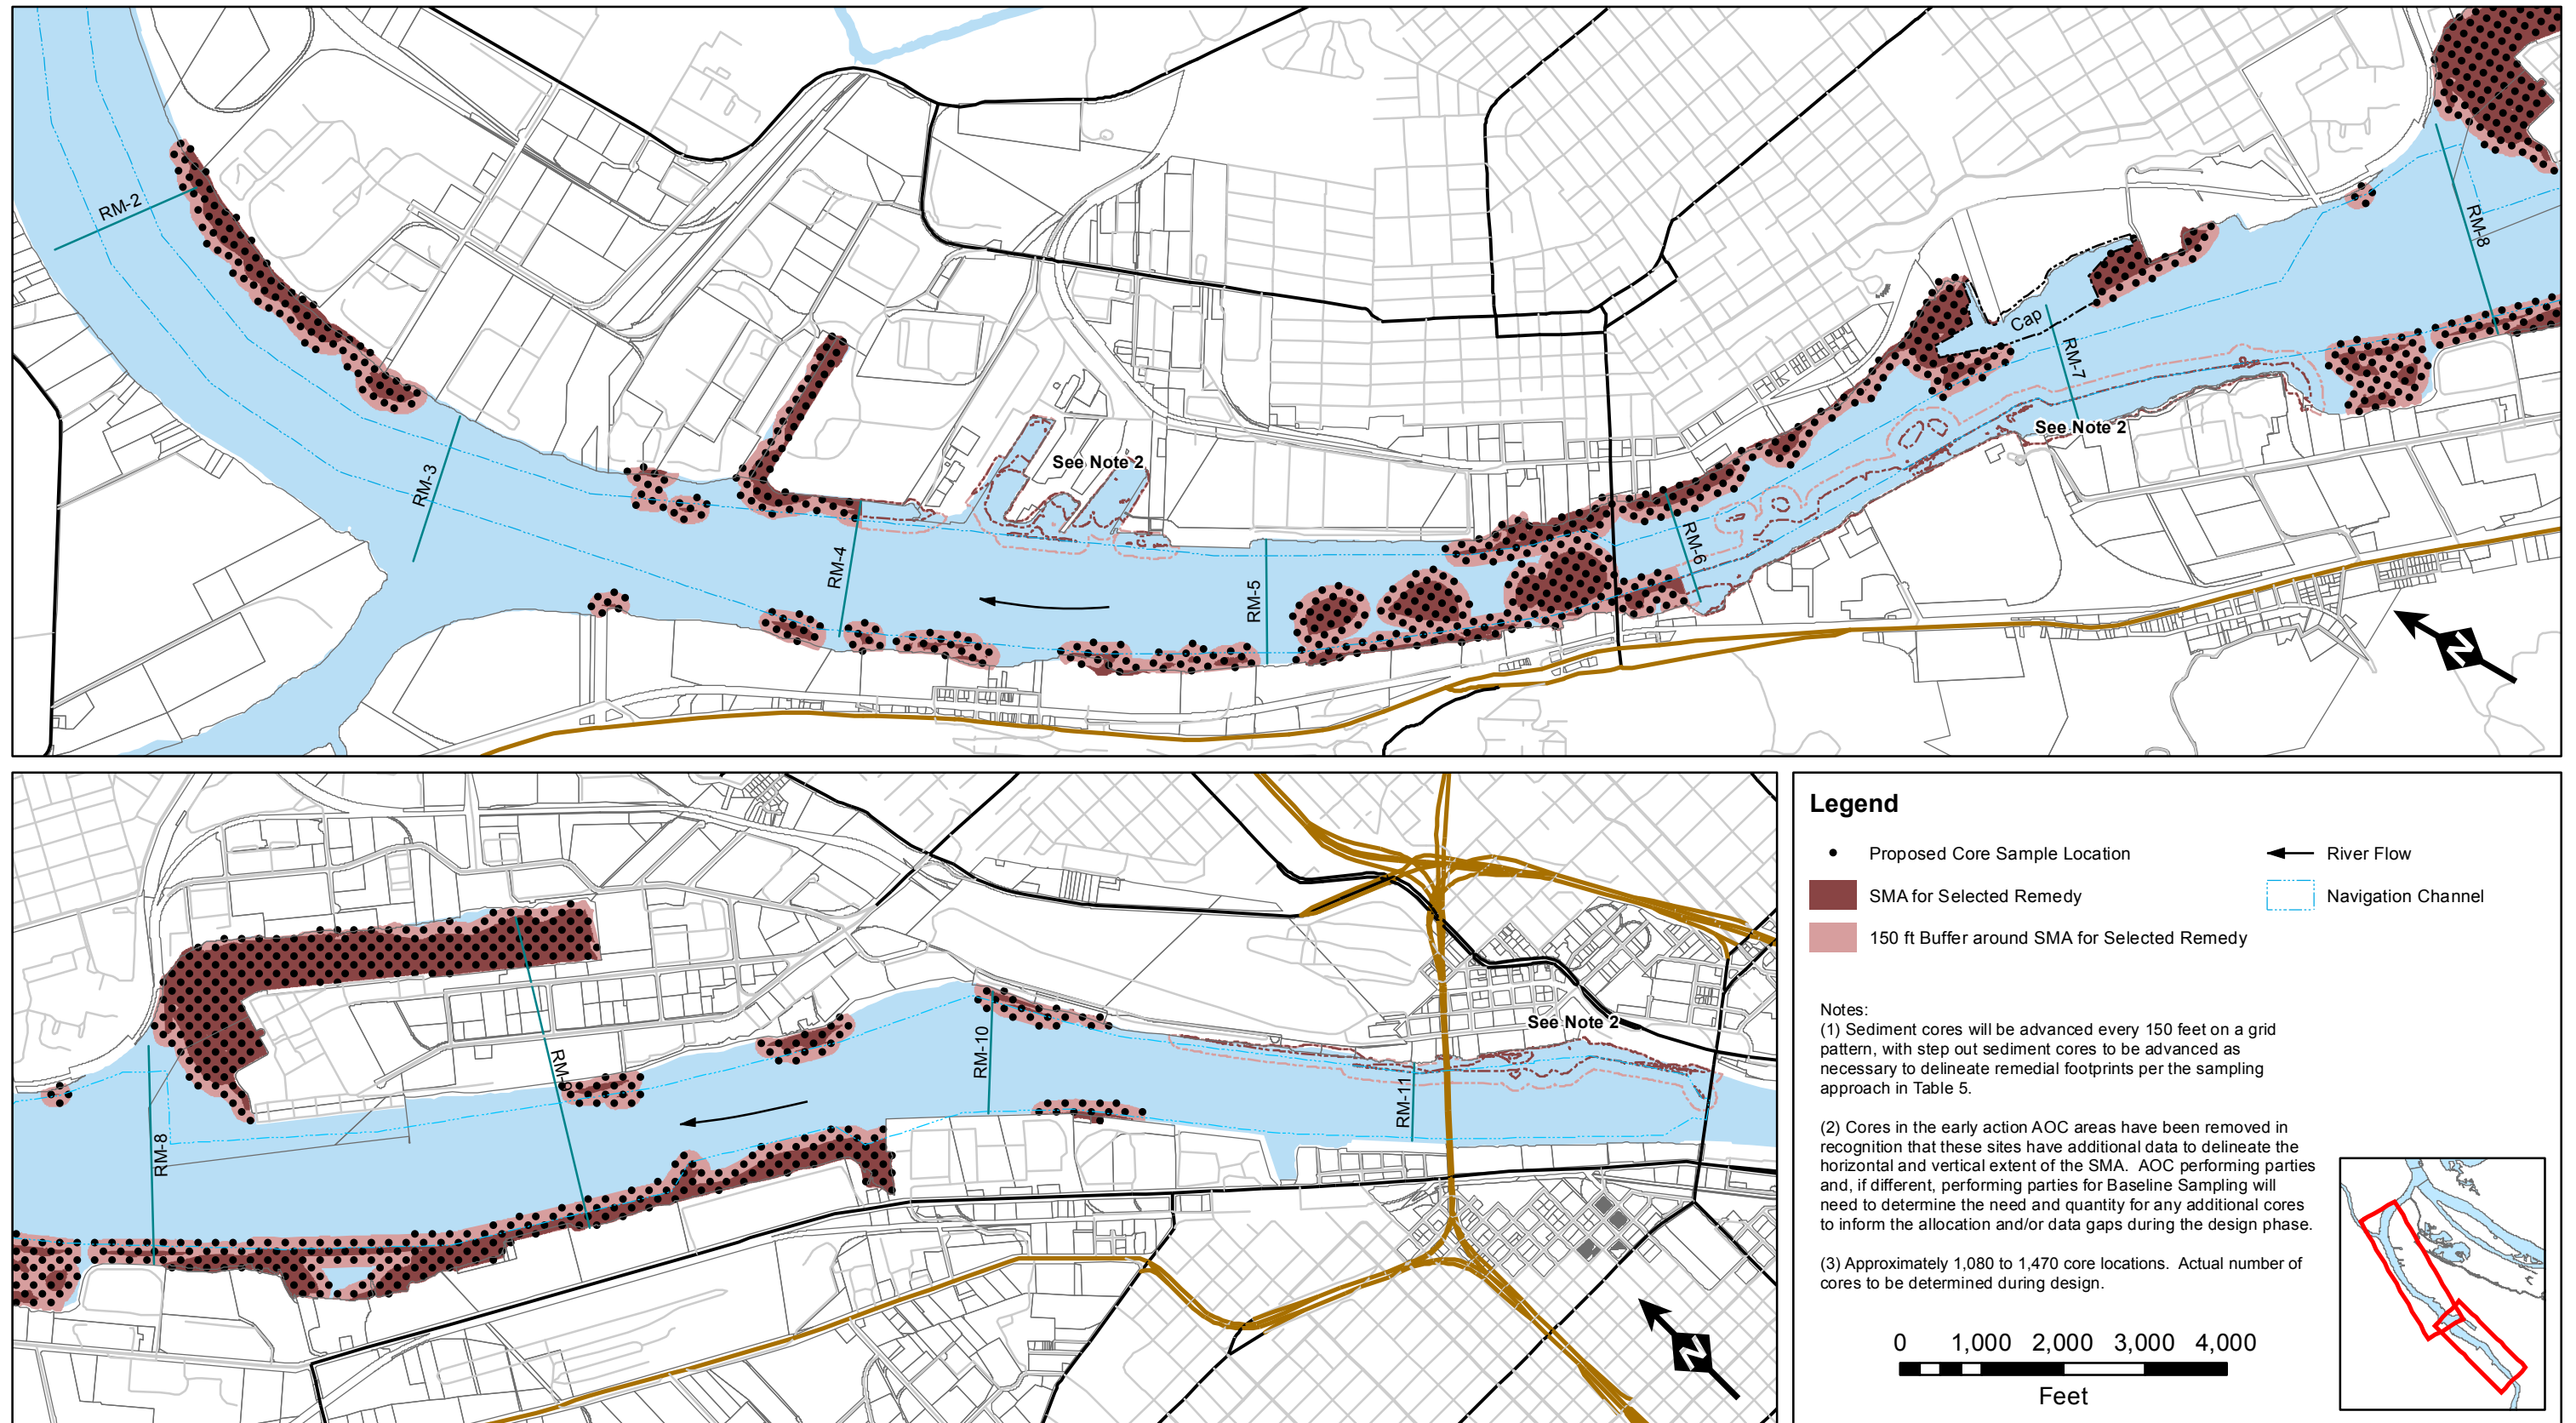 RM-2
RM-3
RM-4
See Note 2
RM-5
RM-6
Cap
RM-7
See Note 2
RM-8
N
RM-8
RM-9
RM-10
See Note 2
RM-11
N
Legend
Proposed Core Sample Location
River Flow
SMA for Selected Remedy
Navigation Channel
150 ft Buffer around SMA for Selected Remedy
Notes:
(1) Sediment cores will be advanced every 150 feet on a grid
pattern, with step out sediment cores to be advanced as
necessary to delineate remedial footprints per the sampling
approach in Table 5.
(2) Cores in the early action AOC areas have been removed in
recognition that these sites have additional data to delineate the
horizontal and vertical extent of the SMA. AOC performing parties
and, if different, performing parties for Baseline Sampling will
need to determine the need and quantity for any additional cores
to inform the allocation and/or data gaps during the design phase.
(3) Approximately 1,080 to 1,470 core locations. Actual number of
cores to be determined during design.
0 1,000 2,000 3,000 4,000
Feet